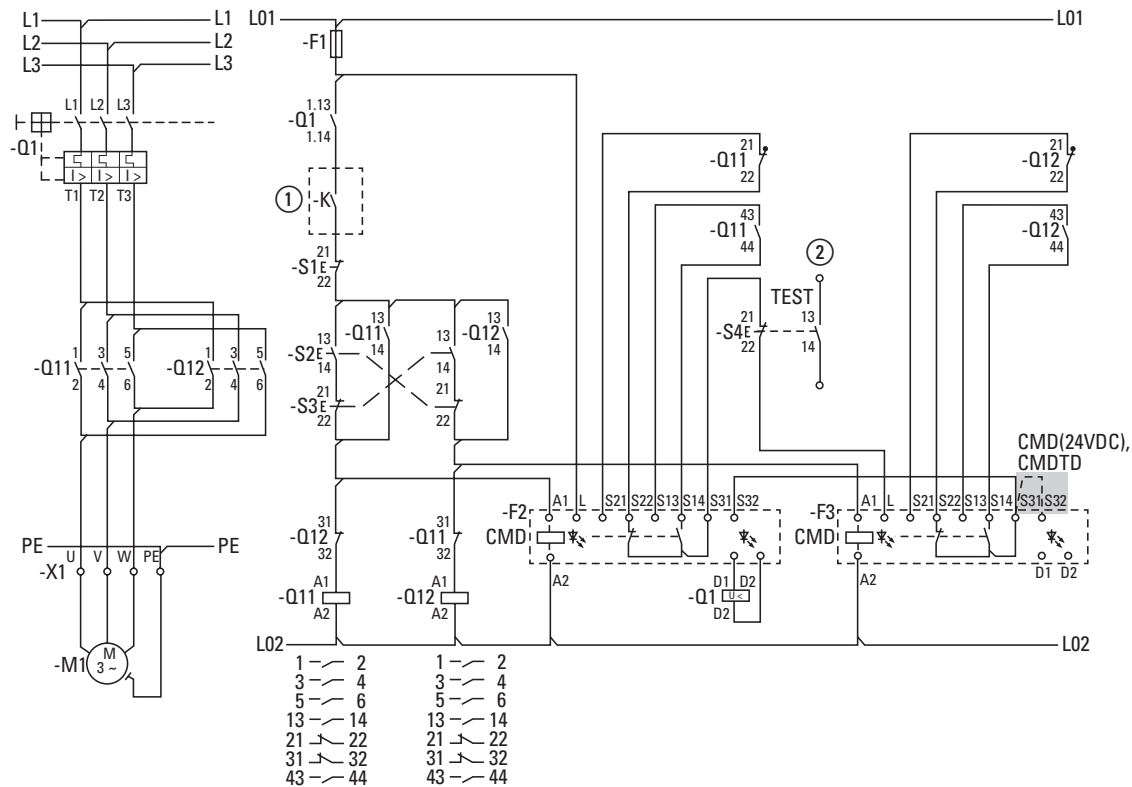 L1 L1 L01 L01
L2 L2
-F1
L3 L3
L1 L2 L3
1.13
-Q1
1.14
-Q1
I > I > I >
T1 T2 T3
1 -K
21
-S1E
22
21
-Q11
22
43
-Q11
44
21
-Q12
22
43
-Q12
44
2
TEST
21 13
-S4E
22 14
13 13 13 13
-S2E -Q11 -Q12
14 14 14 14
21 21
-S3E
22 22
1 3 5 1 3 5
-Q11 -Q12
2 4 6 2 4 6
CMD(24VDC),
CMDTD
A1 L S21 S22 S13 S14 S31 S32
-F2
CMD
A2 D1 D2
-Q1 U <
D2
A1 L S21 S22 S13 S14 S31 S32
-F3
CMD
A2 D1 D2
31 31
-Q12 -Q11
32 32
A1 A1
-Q11 -Q12
A2 A2
PE PE
U V W PE
-X1
-M1 M
3 ~
L02 L02
1 2 1 2
3 4 3 4
5 6 5 6
13 14 13 14
21 22 21 22
31 32 31 32
43 44 43 44